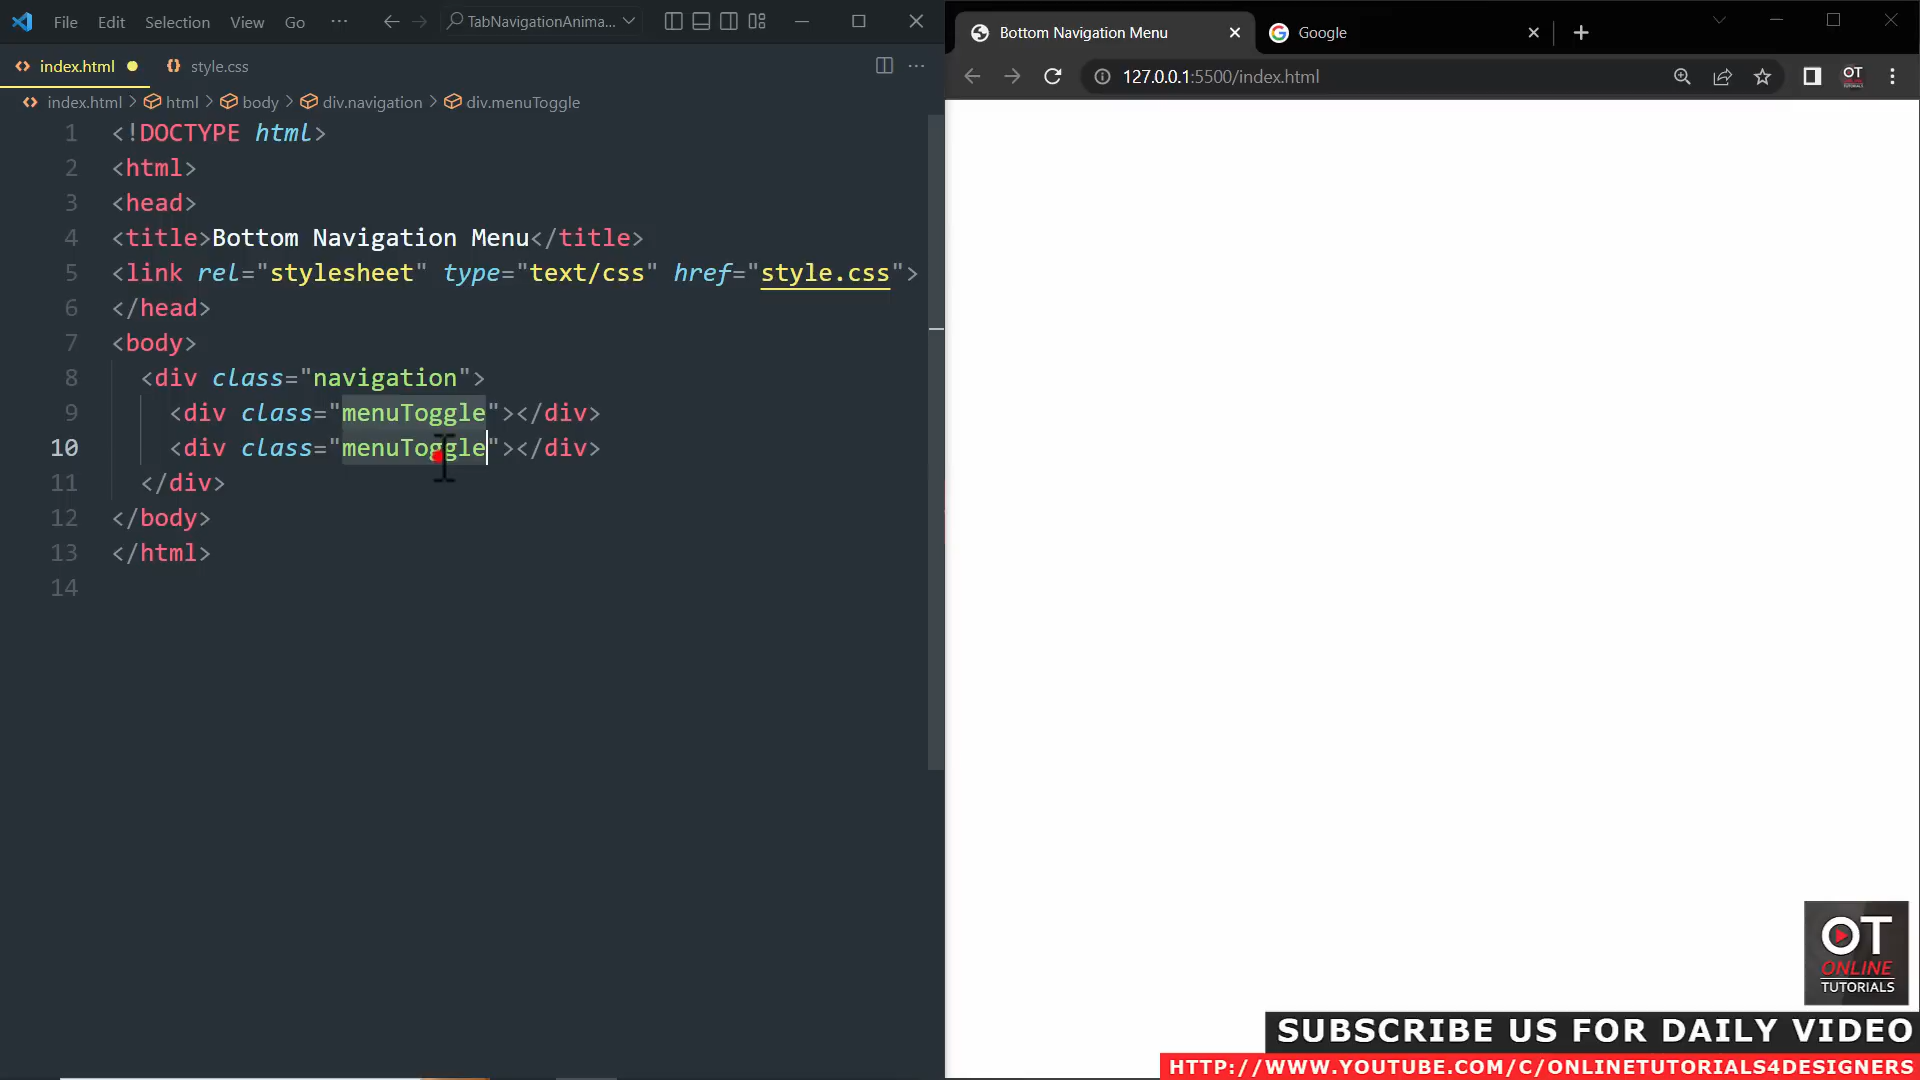 File Edit Selection View Go ··· TabNavigationAnima...
index.html style.css
index.html > html > body > div.navigation > div.menuToggle
1 <!DOCTYPE html>
2 <html>
3 <head>
4 <title>Bottom Navigation Menu</title>
5 <link rel="stylesheet" type="text/css" href="style.css">
6 </head>
7 <body>
8 <div class="navigation">
9 <div class="menuToggle"></div>
10 <div class="menuToggle"></div>
11 </div>
12 </body>
13 </html>
14
Bottom Navigation Menu Google
127.0.0.1:5500/index.html
OT
ONLINE
TUTORIALS
SUBSCRIBE US FOR DAILY VIDEO
HTTP://WWW.YOUTUBE.COM/C/ONLINETUTORIALS4DESIGNERS